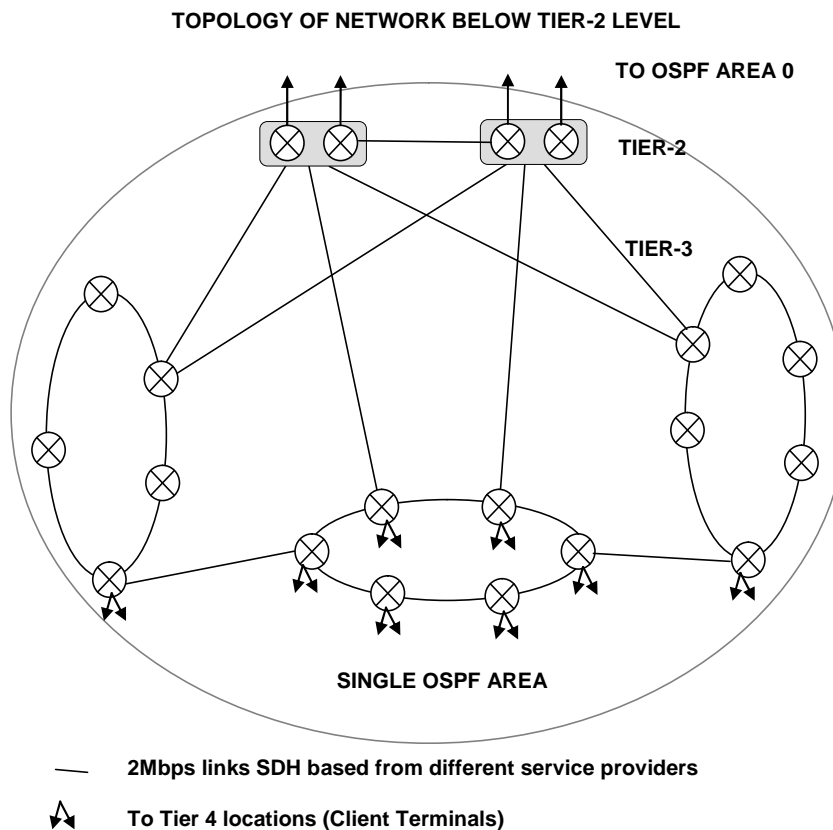 TOPOLOGY OF NETWORK BELOW TIER-2 LEVEL
TO OSPF AREA 0
TIER-2
TIER-3
SINGLE OSPF AREA
2Mbps links SDH based from different service providers
To Tier 4 locations (Client Terminals)